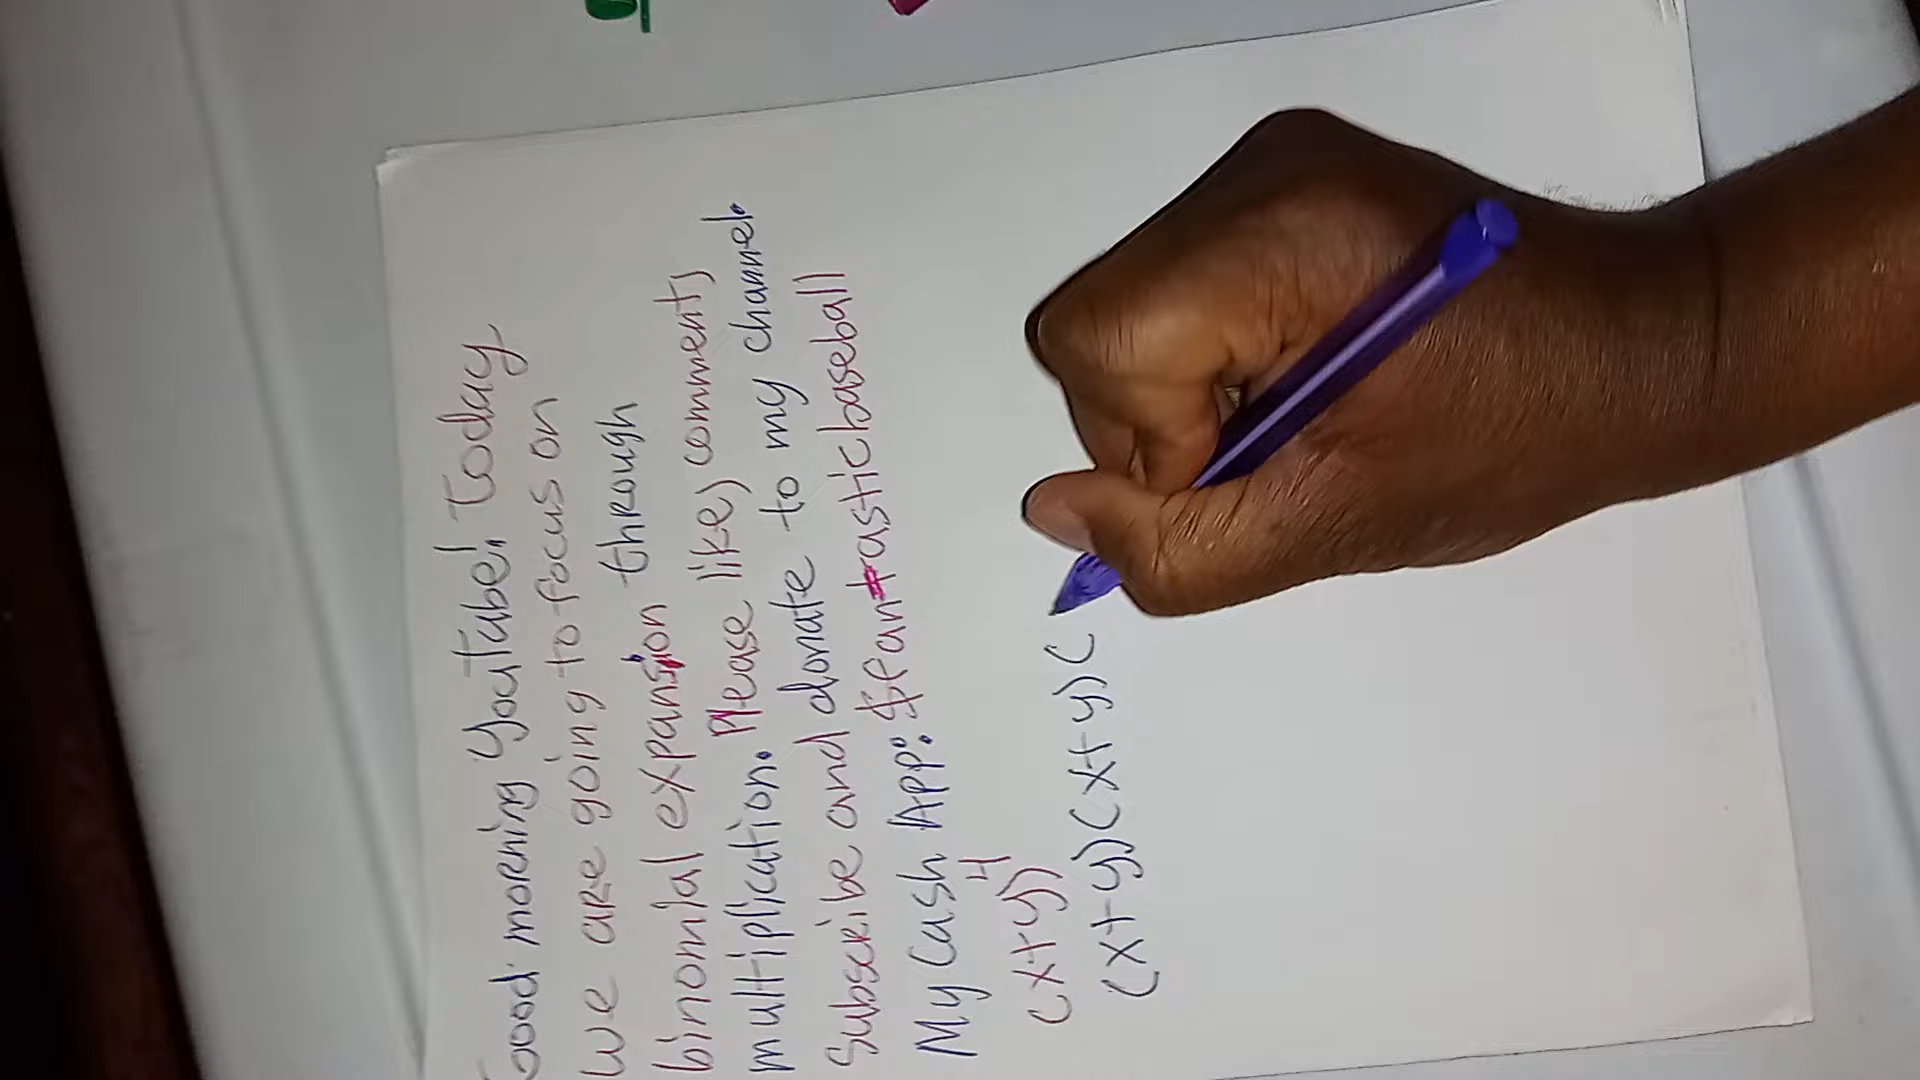 Good morning YouTube! Today
we are going to focus on
binomial expansion through
multiplication. Please like, comment,
Subscribe and donate to my channel.
My Cash App: $fantasticbaseball
(x+y)⁴
(x+y)(x+y)(